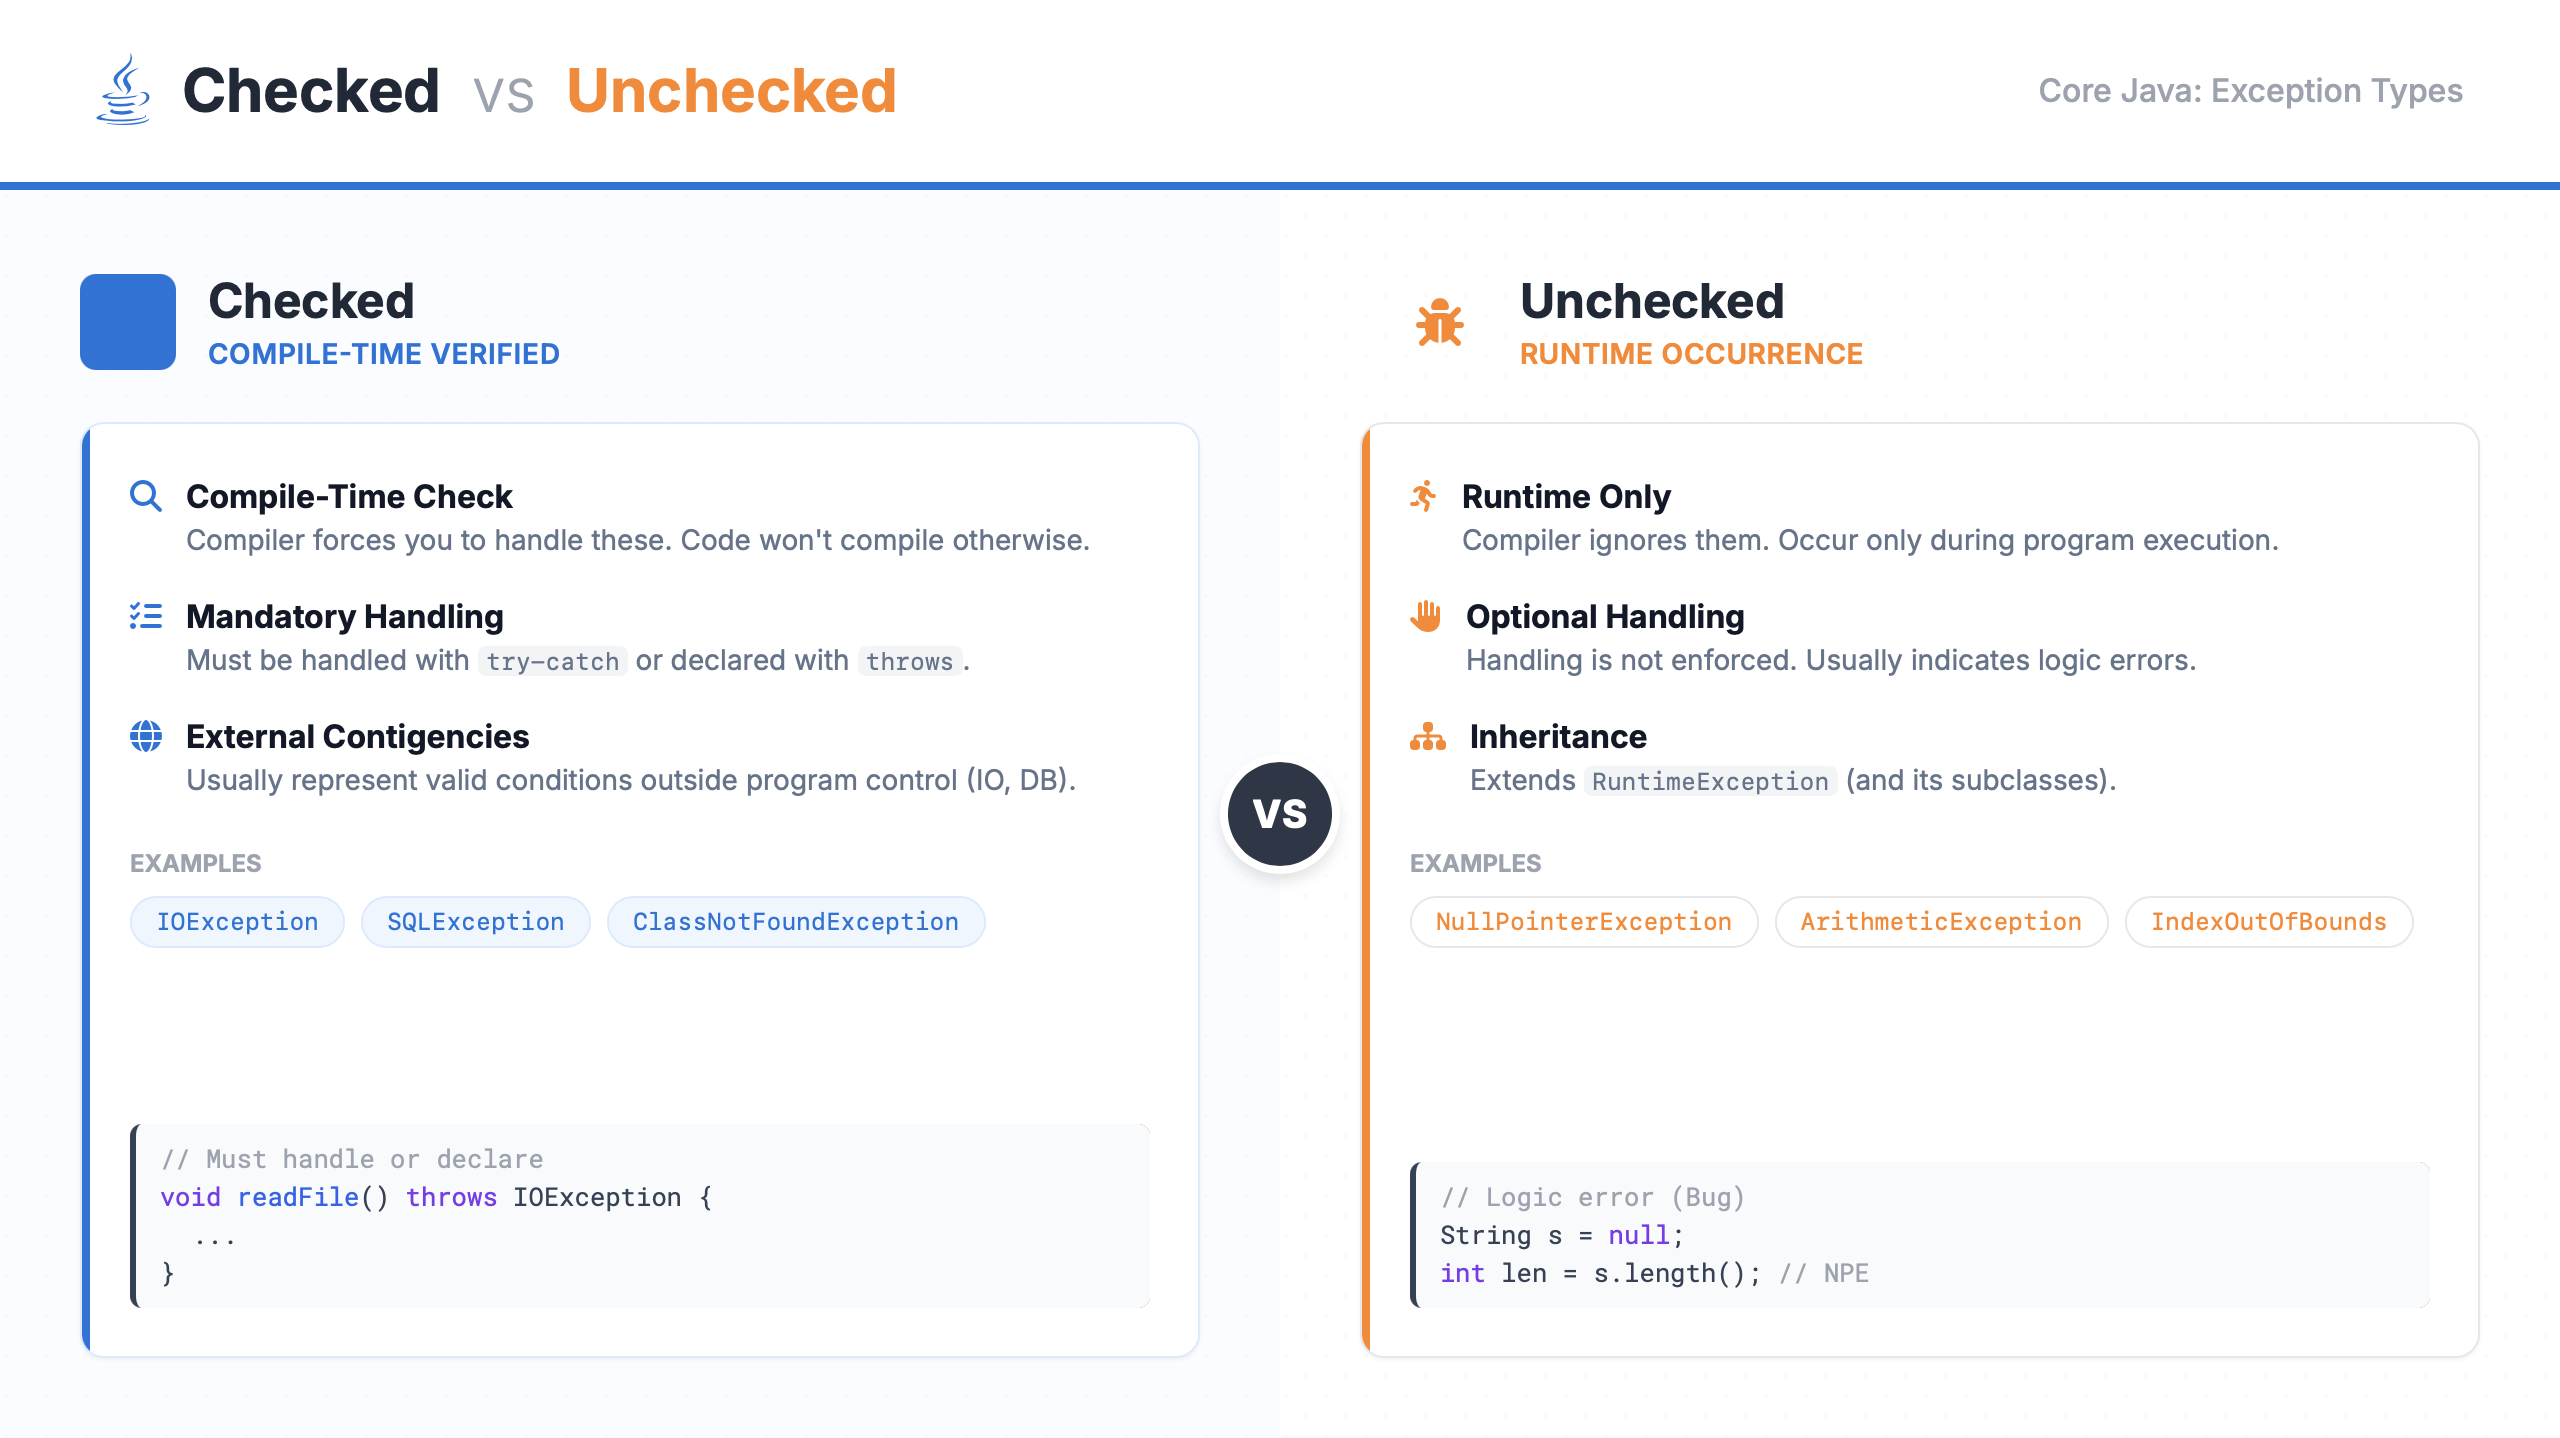 Checked vs Unchecked
Core Java: Exception Types
Checked
COMPILE-TIME VERIFIED
Compile-Time Check
Compiler forces you to handle these. Code won't compile otherwise.
Mandatory Handling
Must be handled with try-catch or declared with throws.
External Contigencies
Usually represent valid conditions outside program control (IO, DB).
EXAMPLES
IOException SQLException ClassNotFoundException
// Must handle or declare
void readFile() throws IOException {
  ...
}
VS
Unchecked
RUNTIME OCCURRENCE
Runtime Only
Compiler ignores them. Occur only during program execution.
Optional Handling
Handling is not enforced. Usually indicates logic errors.
Inheritance
Extends RuntimeException (and its subclasses).
EXAMPLES
NullPointerException ArithmeticException IndexOutOfBounds
// Logic error (Bug)
String s = null;
int len = s.length(); // NPE